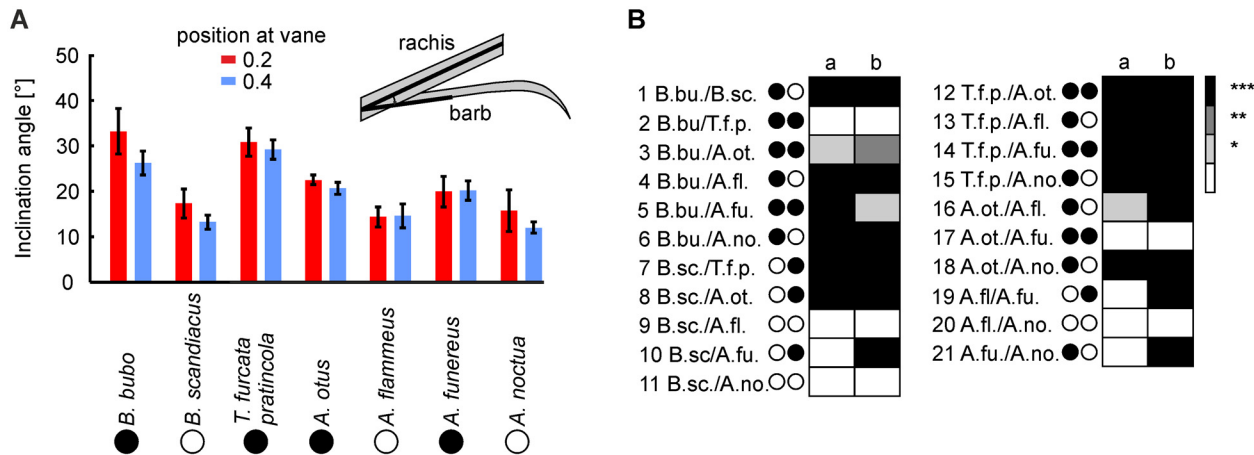 A
position at vane
0.2
0.4
rachis
barb
Inclination angle [°]
50
40
30
20
10
0
B. bubo
B. scandiacus
T. furcata
pratincola
A. otus
A. flammeus
A. funereus
A. noctua
B
a b
1 B.bu./B.sc.
2 B.bu/T.f.p.
3 B.bu./A.ot.
4 B.bu./A.fl.
5 B.bu./A.fu.
6 B.bu./A.no.
7 B.sc./T.f.p.
8 B.sc./A.ot.
9 B.sc./A.fl.
10 B.sc/A.fu.
11 B.sc./A.no.
a b
12 T.f.p./A.ot.
13 T.f.p./A.fl.
14 T.f.p./A.fu.
15 T.f.p./A.no.
16 A.ot./A.fl.
17 A.ot./A.fu.
18 A.ot./A.no.
19 A.fl/A.fu.
20 A.fl./A.no.
21 A.fu./A.no.
***
**
*